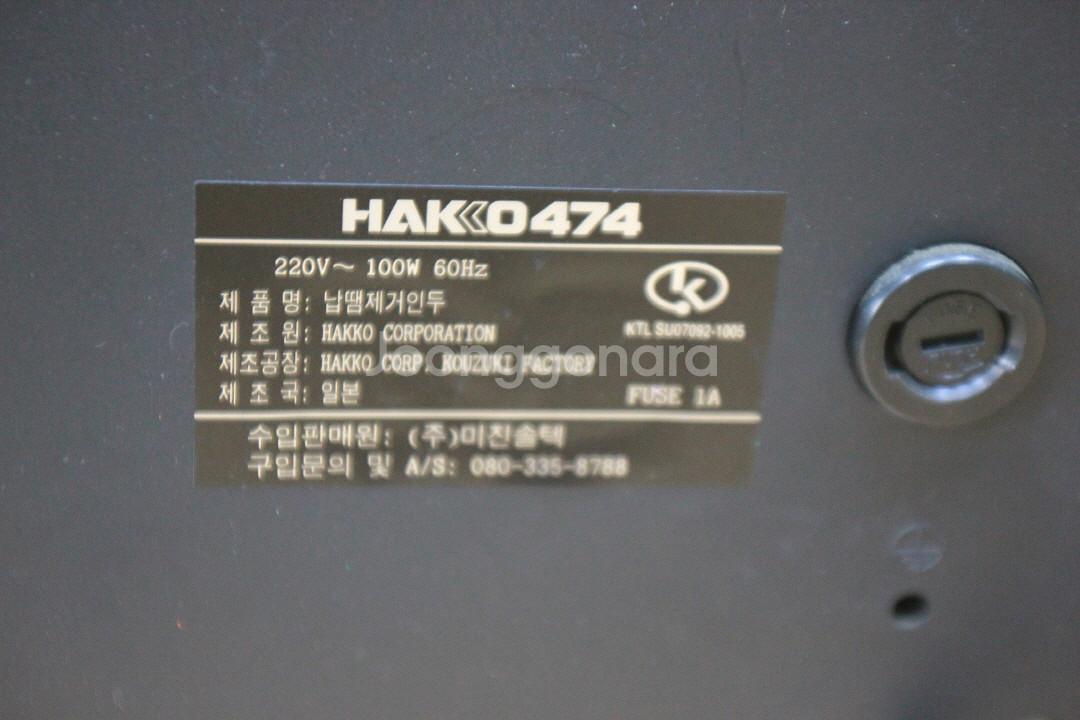 HAKKO 474
220V~ 100W 60Hz
제 품 명: 납땜제거인두
제 조 원: HAKKO CORPORATION
KTL SU07092-1005
제조공장: HAKKO CORP. KOUZUKI FACTORY
Joonggonara
제 조 국: 일본
FUSE 1A
수입판매원: (주)미진솔텍
구입문의 및 A/S: 080-335-8788